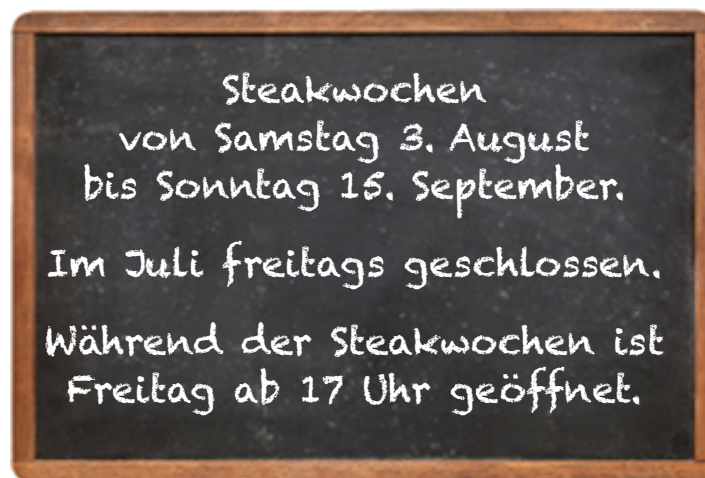 Steakwochen
von Samstag 3. August
bis Sonntag 15. September.
Im Juli freitags geschlossen.
Während der Steakwochen ist
Freitag ab 17 Uhr geöffnet.